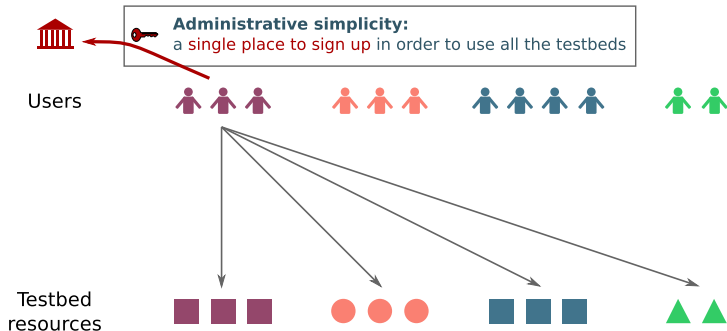 Administrative simplicity:
a single place to sign up in order to use all the testbeds
Users
Testbed
resources